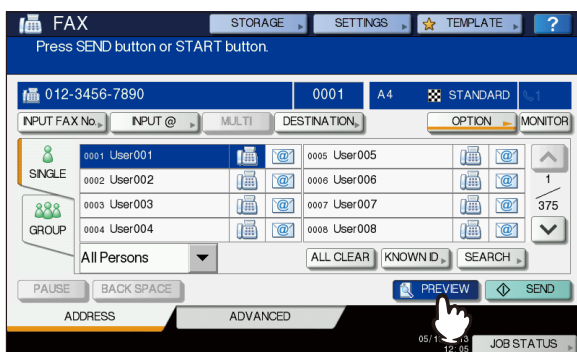 FAX STORAGE SETTINGS TEMPLATE ?
Press SEND button or START button.
012-3456-7890 0001 A4 STANDARD 1
INPUT FAX No. INPUT @ MULTI DESTINATION OPTION MONITOR
SINGLE
GROUP
0001 User001 0005 User005
0002 User002 0006 User006
0003 User003 0007 User007
0004 User004 0008 User008
1
375
All Persons ALL CLEAR KNOWN ID SEARCH
PAUSE BACK SPACE PREVIEW SEND
ADDRESS ADVANCED
12:05 JOB STATUS